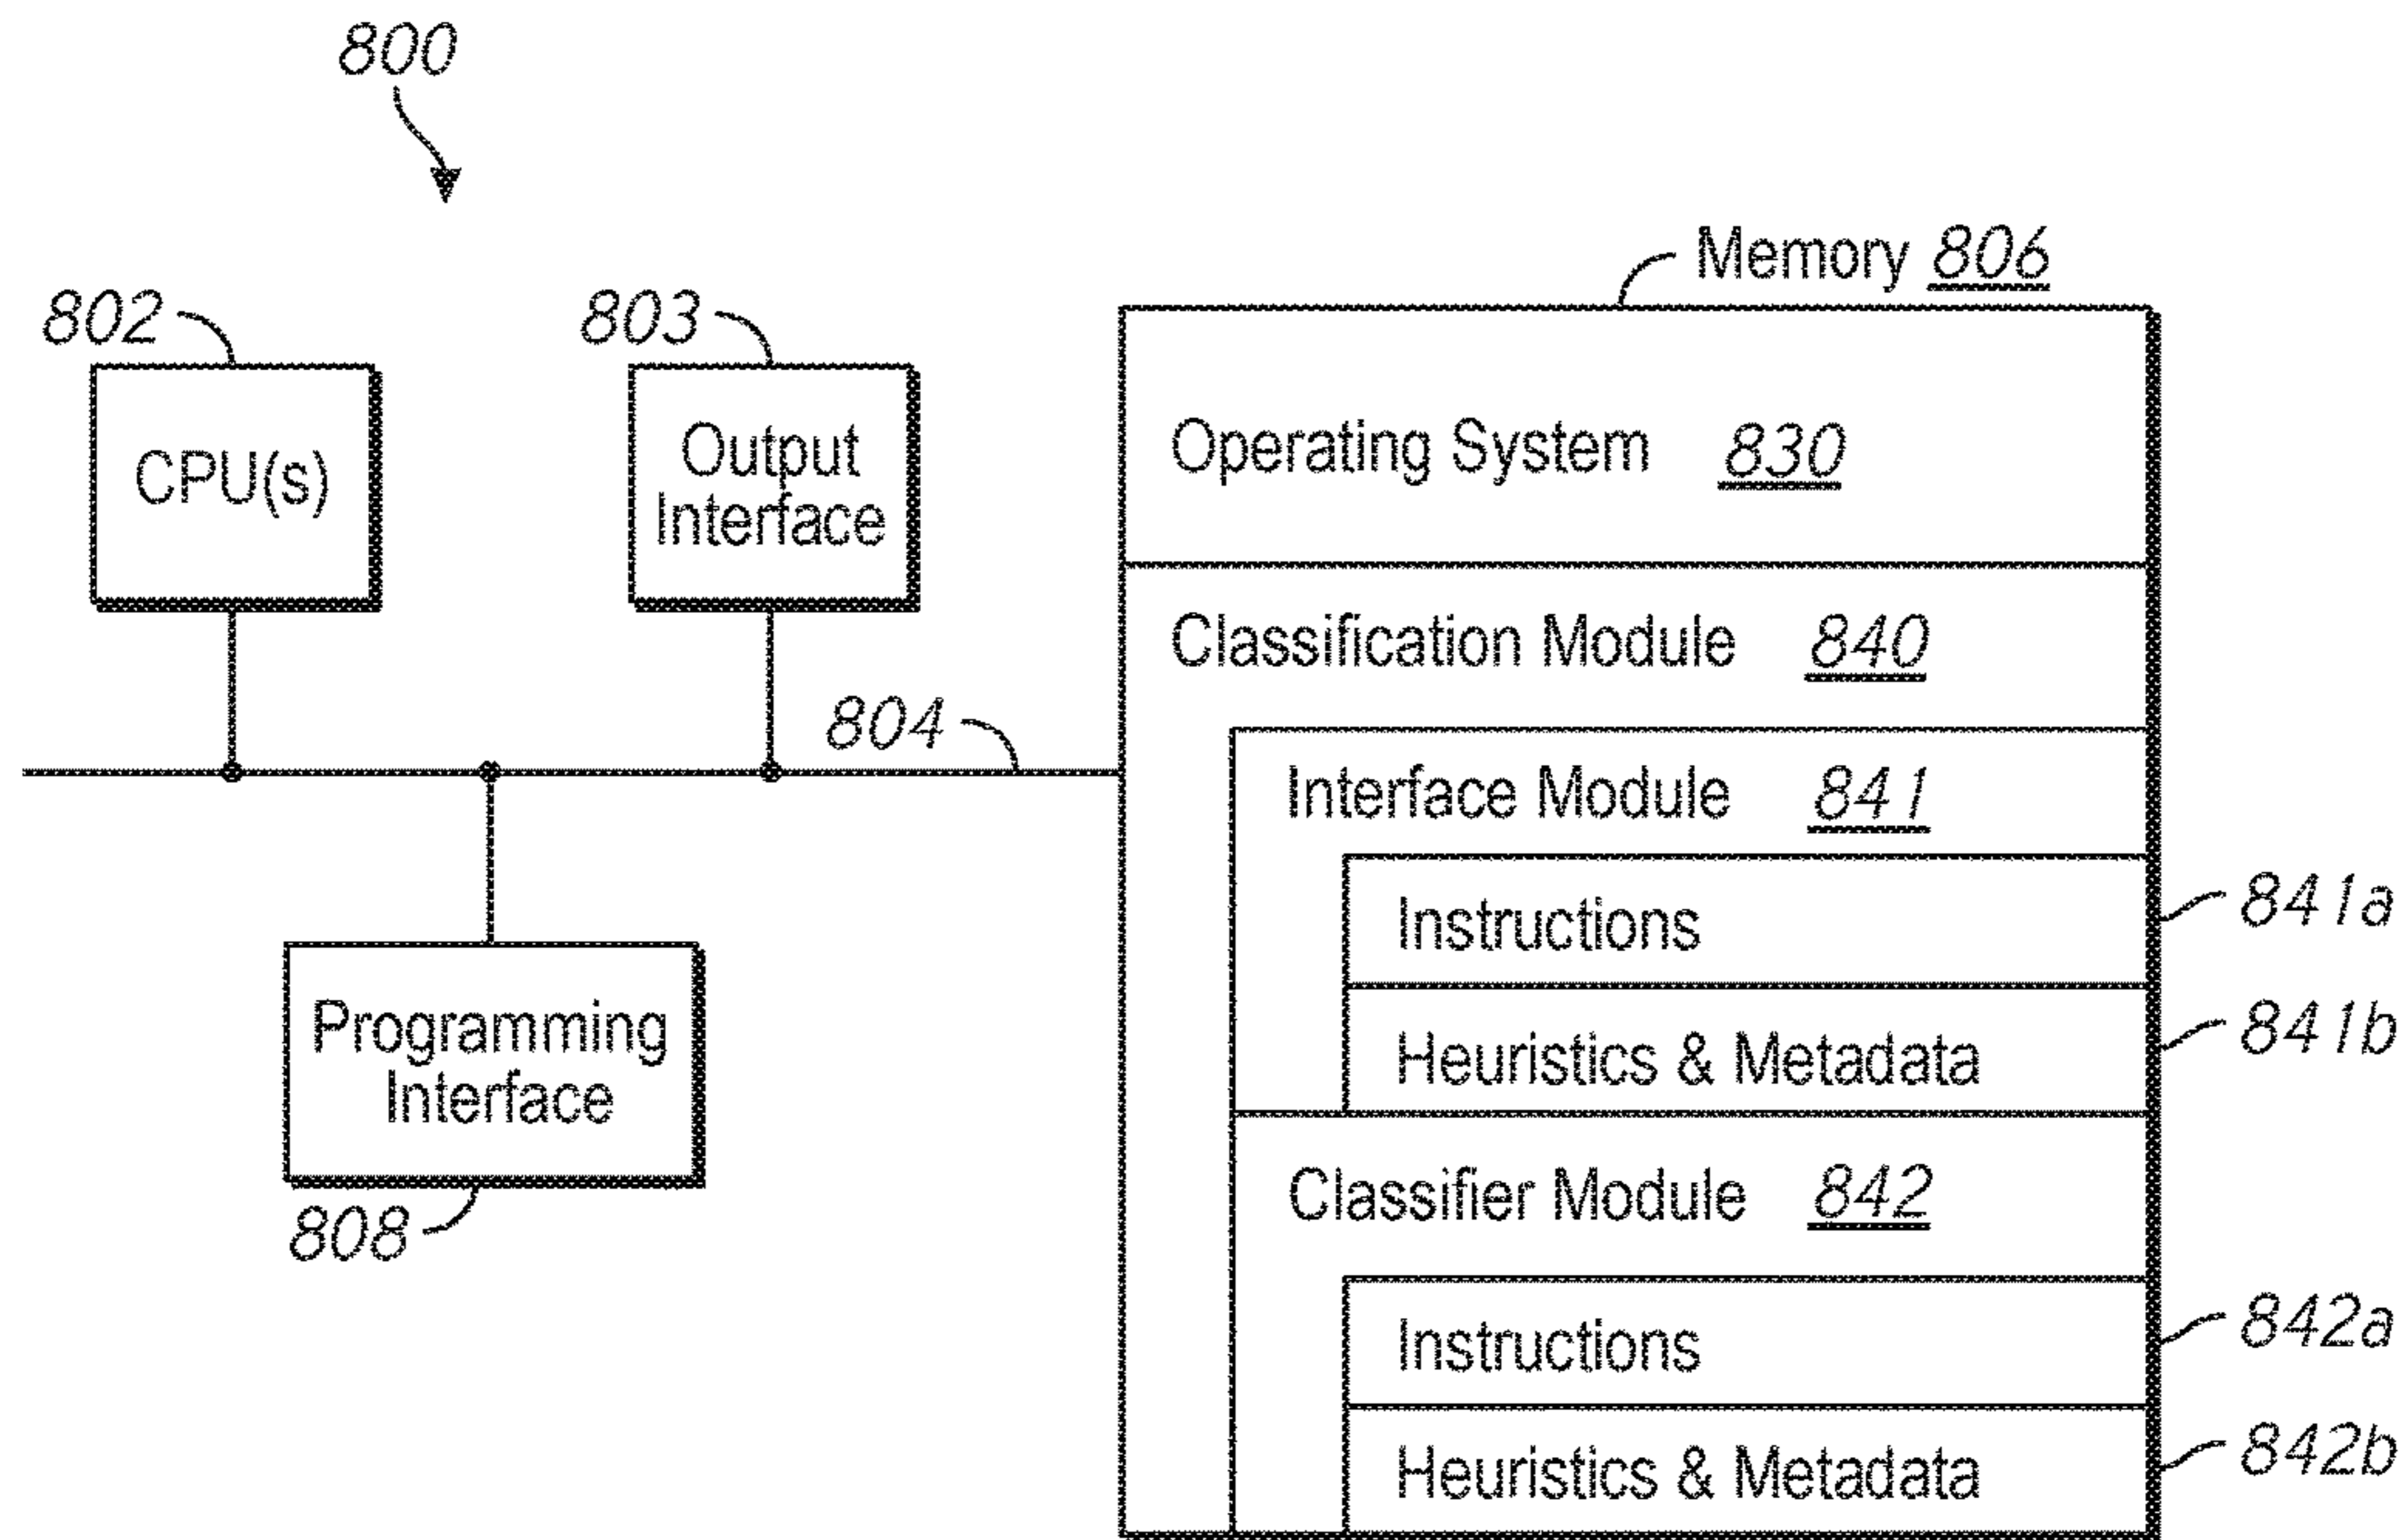 800
Memory 806
802
803
CPU(s)
Output
Interface
Operating System 830
Classification Module 840
804
Interface Module 841
Instructions
841a
Programming
Interface
Heuristics & Metadata
841b
808
Classifier Module 842
Instructions
842a
Heuristics & Metadata
842b